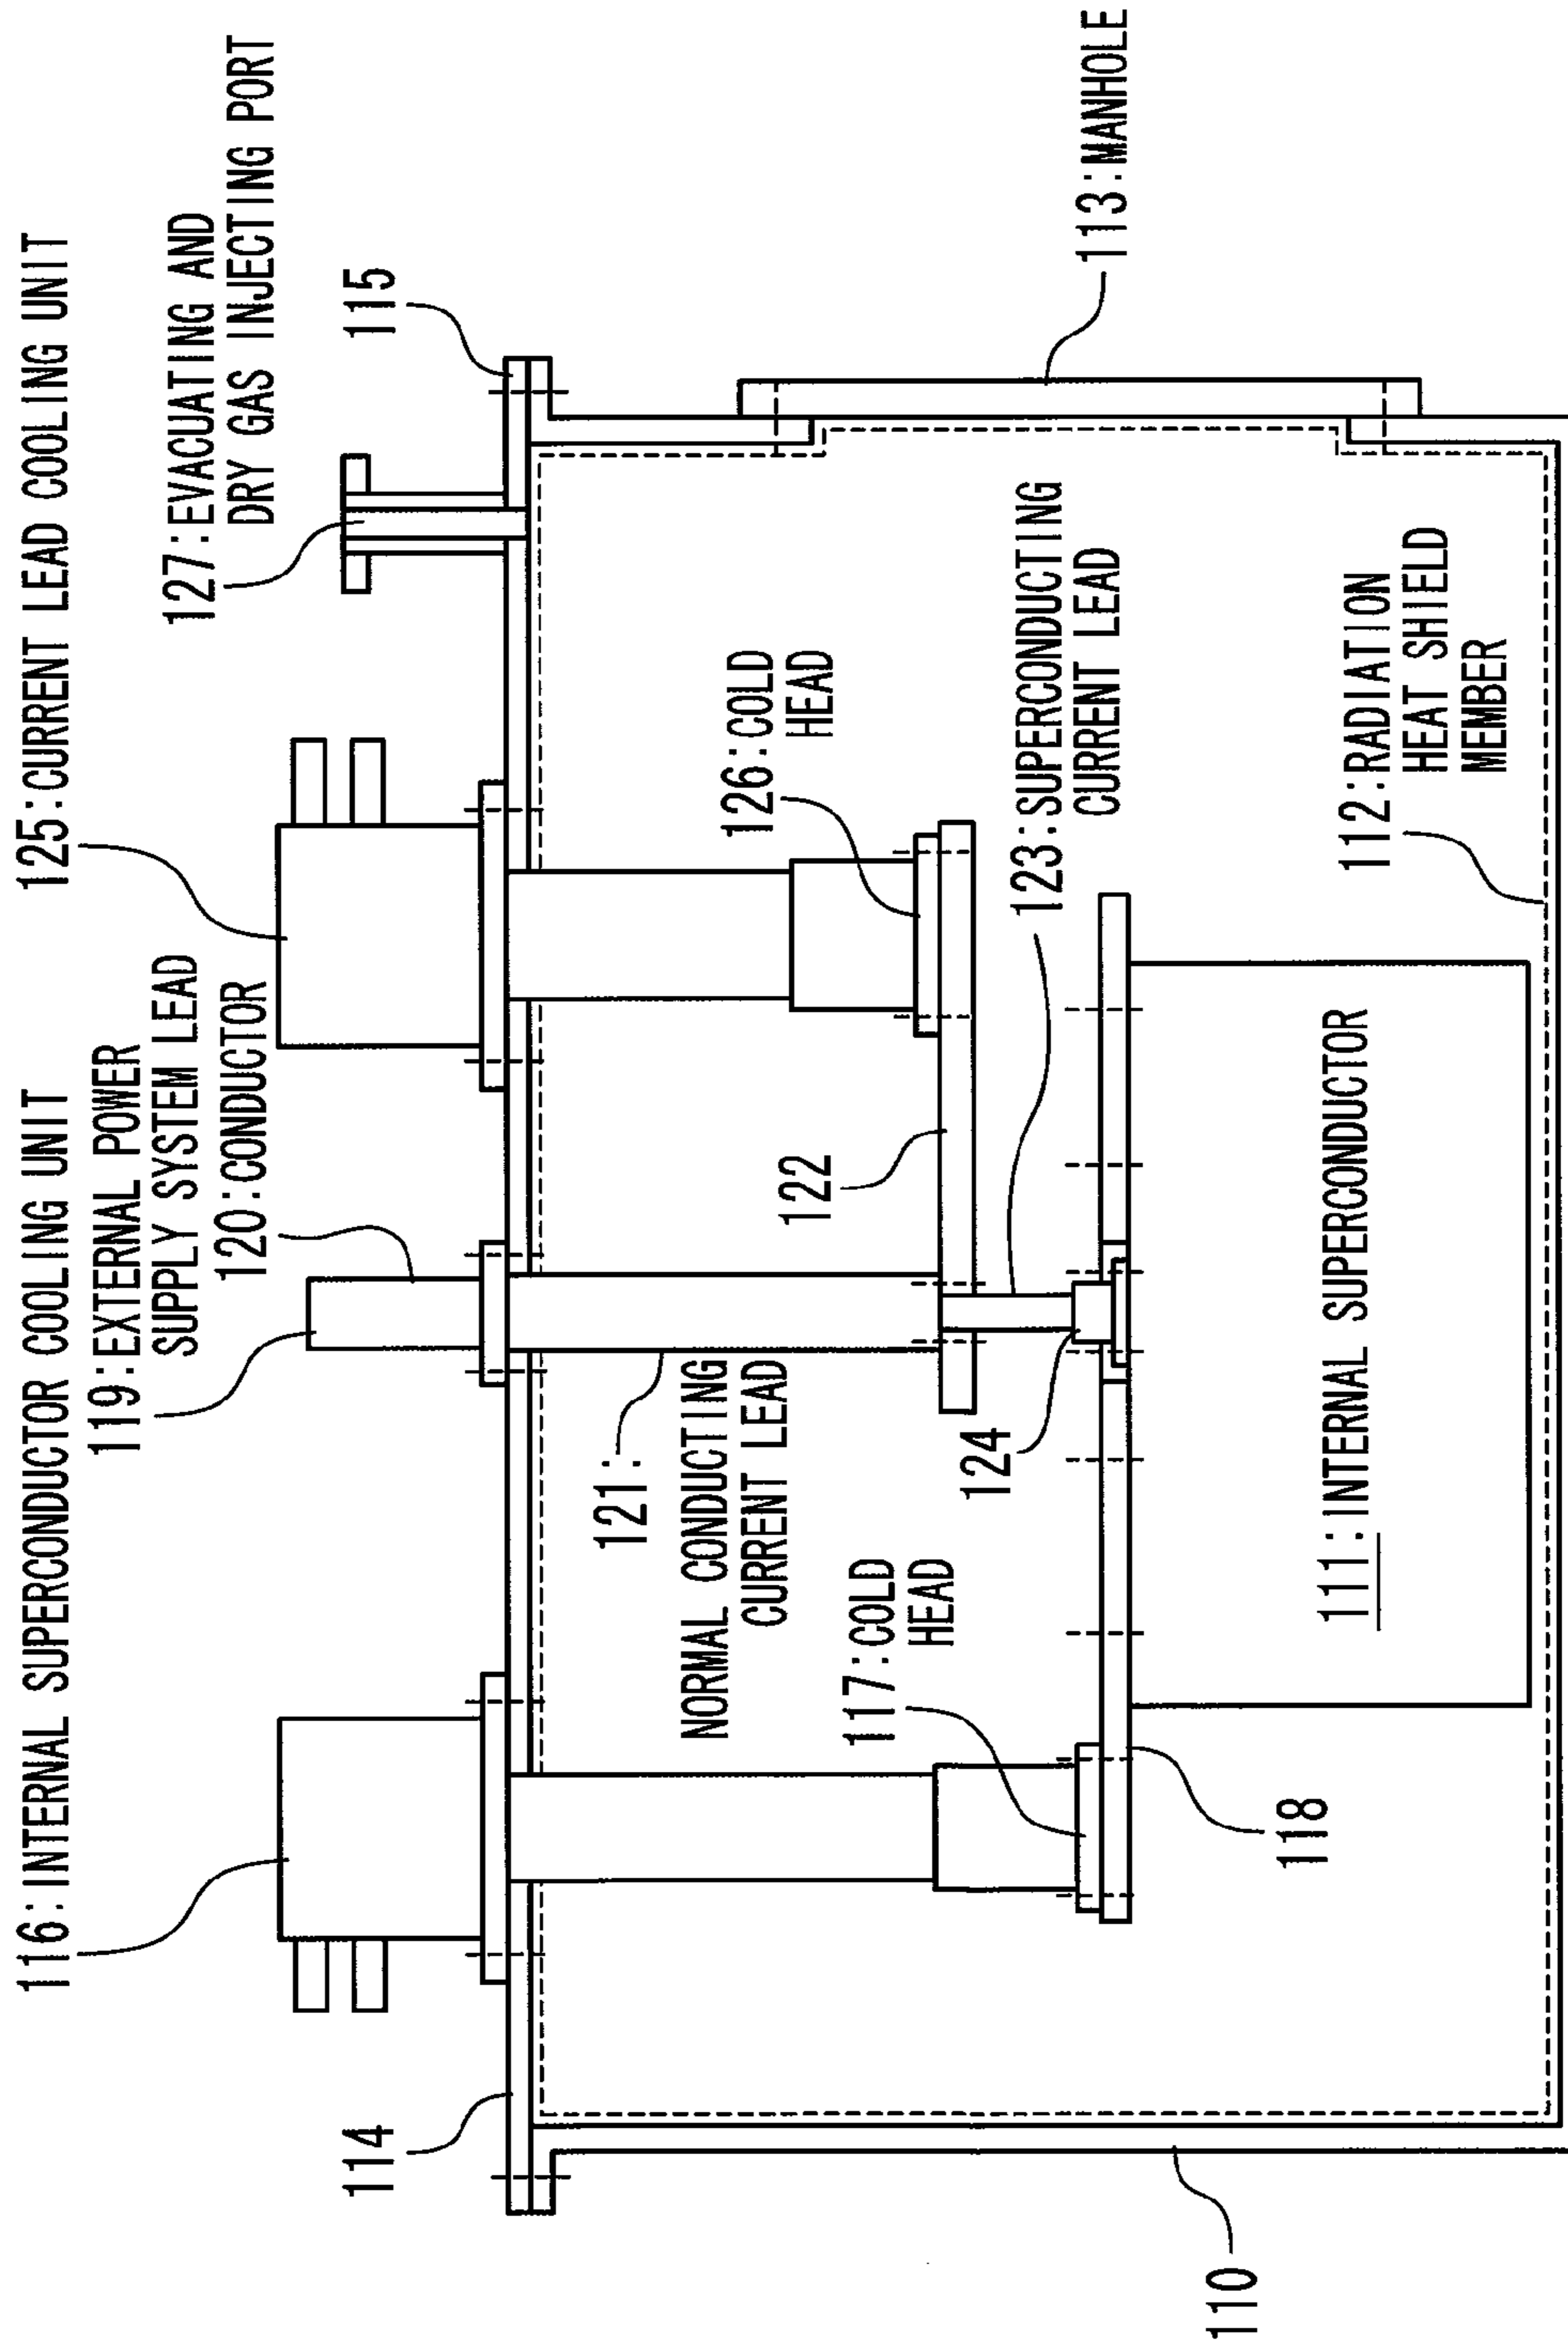 116:INTERNAL SUPERCONDUCTOR COOLING UNIT
125:CURRENT LEAD COOLING UNIT
119:EXTERNAL POWER
SUPPLY SYSTEM LEAD
120:CONDUCTOR
127:EVACUATING AND
DRY GAS INJECTING PORT
114
115
121:
NORMAL CONDUCTING
CURRENT LEAD
122
126:COLD
HEAD
117:COLD
HEAD
124
123:SUPERCONDUCTING
CURRENT LEAD
113:MANHOLE
110
118
111:INTERNAL SUPERCONDUCTOR
112:RADIATION
HEAT SHIELD
MEMBER